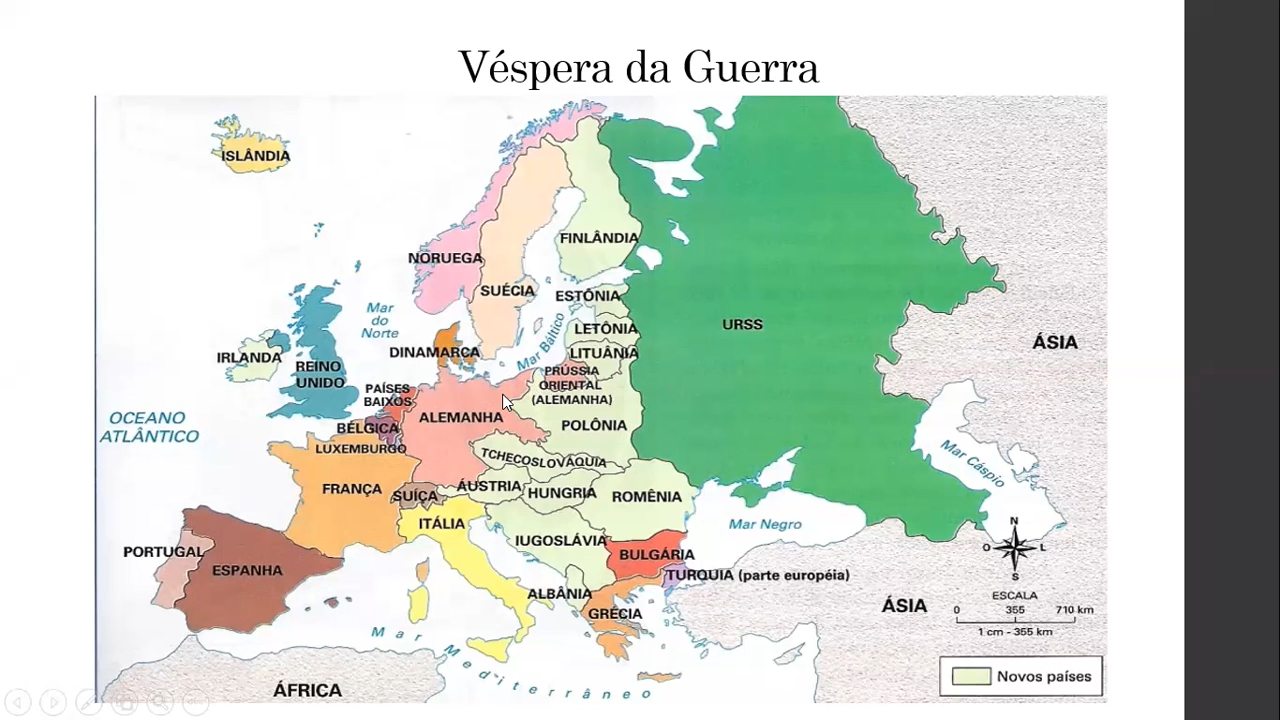 Véspera da Guerra
ISLÂNDIA
FINLÂNDIA
NORUEGA
SUÉCIA
ESTÔNIA
Mar
do
Norte
Mar Báltico
LETÔNIA
URSS
ÁSIA
IRLANDA
REINO
UNIDO
DINAMARCA
LITUÂNIA
PRÚSSIA
ORIENTAL
(ALEMANHA)
PAÍSES
BAIXOS
OCEANO
ATLÂNTICO
ALEMANHA
BÉLGICA
POLÔNIA
LUXEMBURGO
TCHECOSLOVÁQUIA
Mar Cáspio
FRANÇA
SUÍÇA
ÁUSTRIA
HUNGRIA
ROMÊNIA
ITÁLIA
Mar Negro
N
O
L
S
IUGOSLÁVIA
BULGÁRIA
PORTUGAL
ESPANHA
TURQUIA (parte européia)
ALBÂNIA
GRÉCIA
ÁSIA
ESCALA
0 355 710 km
1 cm - 355 km
Mar Mediterrâneo
ÁFRICA
Novos países